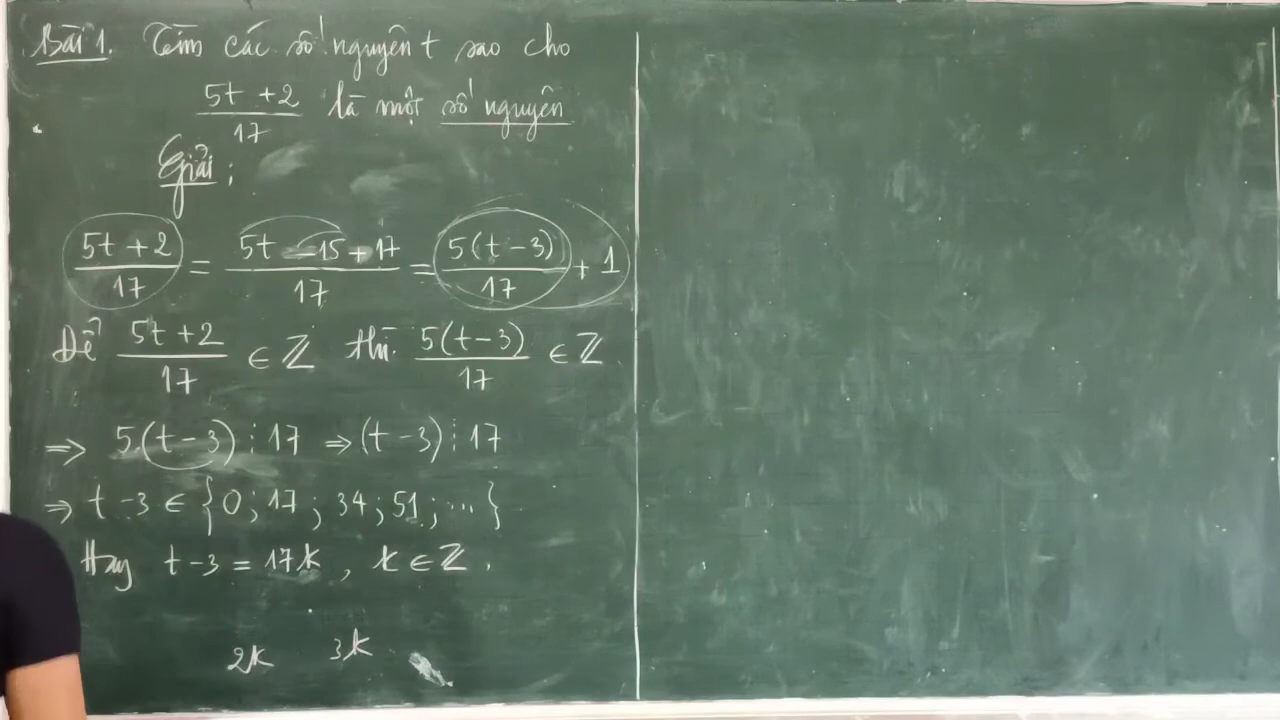 Bài 1. Tìm các số nguyên t sao cho
(5t + 2)/17 là một số nguyên
Giải:
(5t + 2)/17 = (5t - 15 + 17)/17 = 5(t - 3)/17 + 1
Để (5t + 2)/17 ∈ ℤ thì 5(t - 3)/17 ∈ ℤ
⇒ 5(t - 3) ⋮ 17 ⇒ (t - 3) ⋮ 17
⇒ t - 3 ∈ {0; 17; 34; 51; ...}
Hay t - 3 = 17k, k ∈ ℤ.
2k 3k